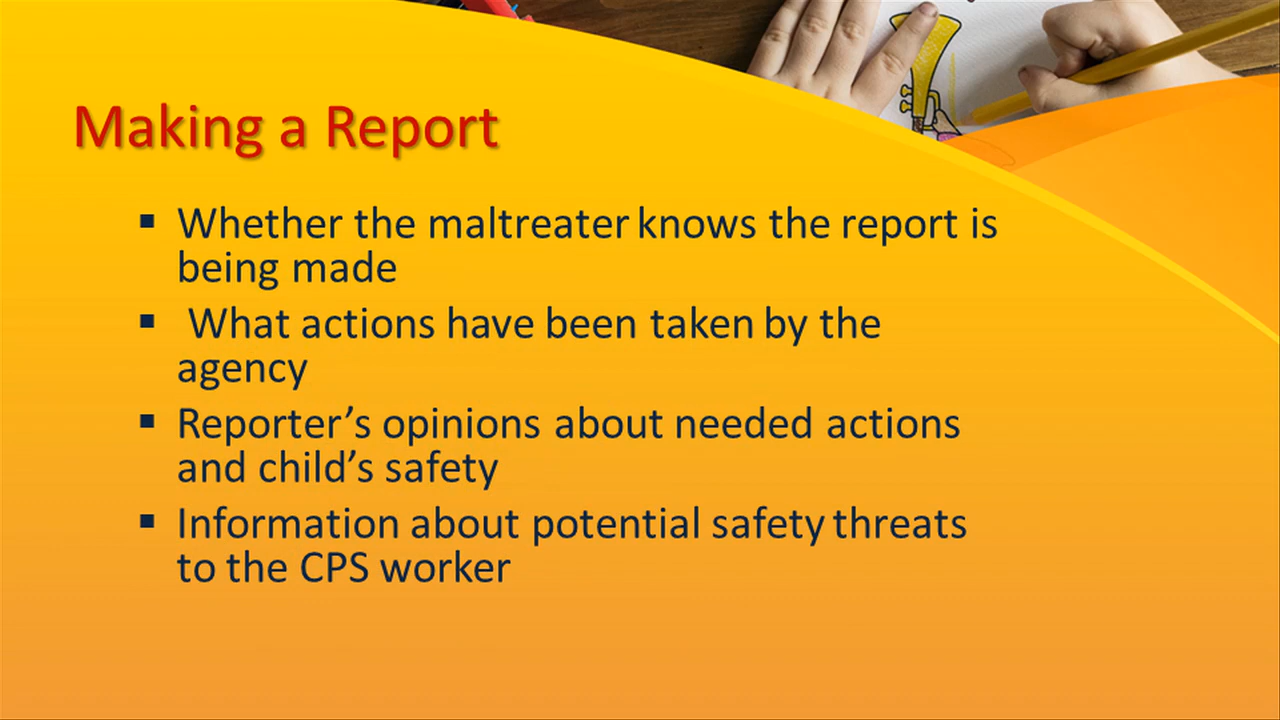 Making a Report
▪ Whether the maltreater knows the report is
being made
▪ What actions have been taken by the
agency
▪ Reporter’s opinions about needed actions
and child’s safety
▪ Information about potential safety threats
to the CPS worker